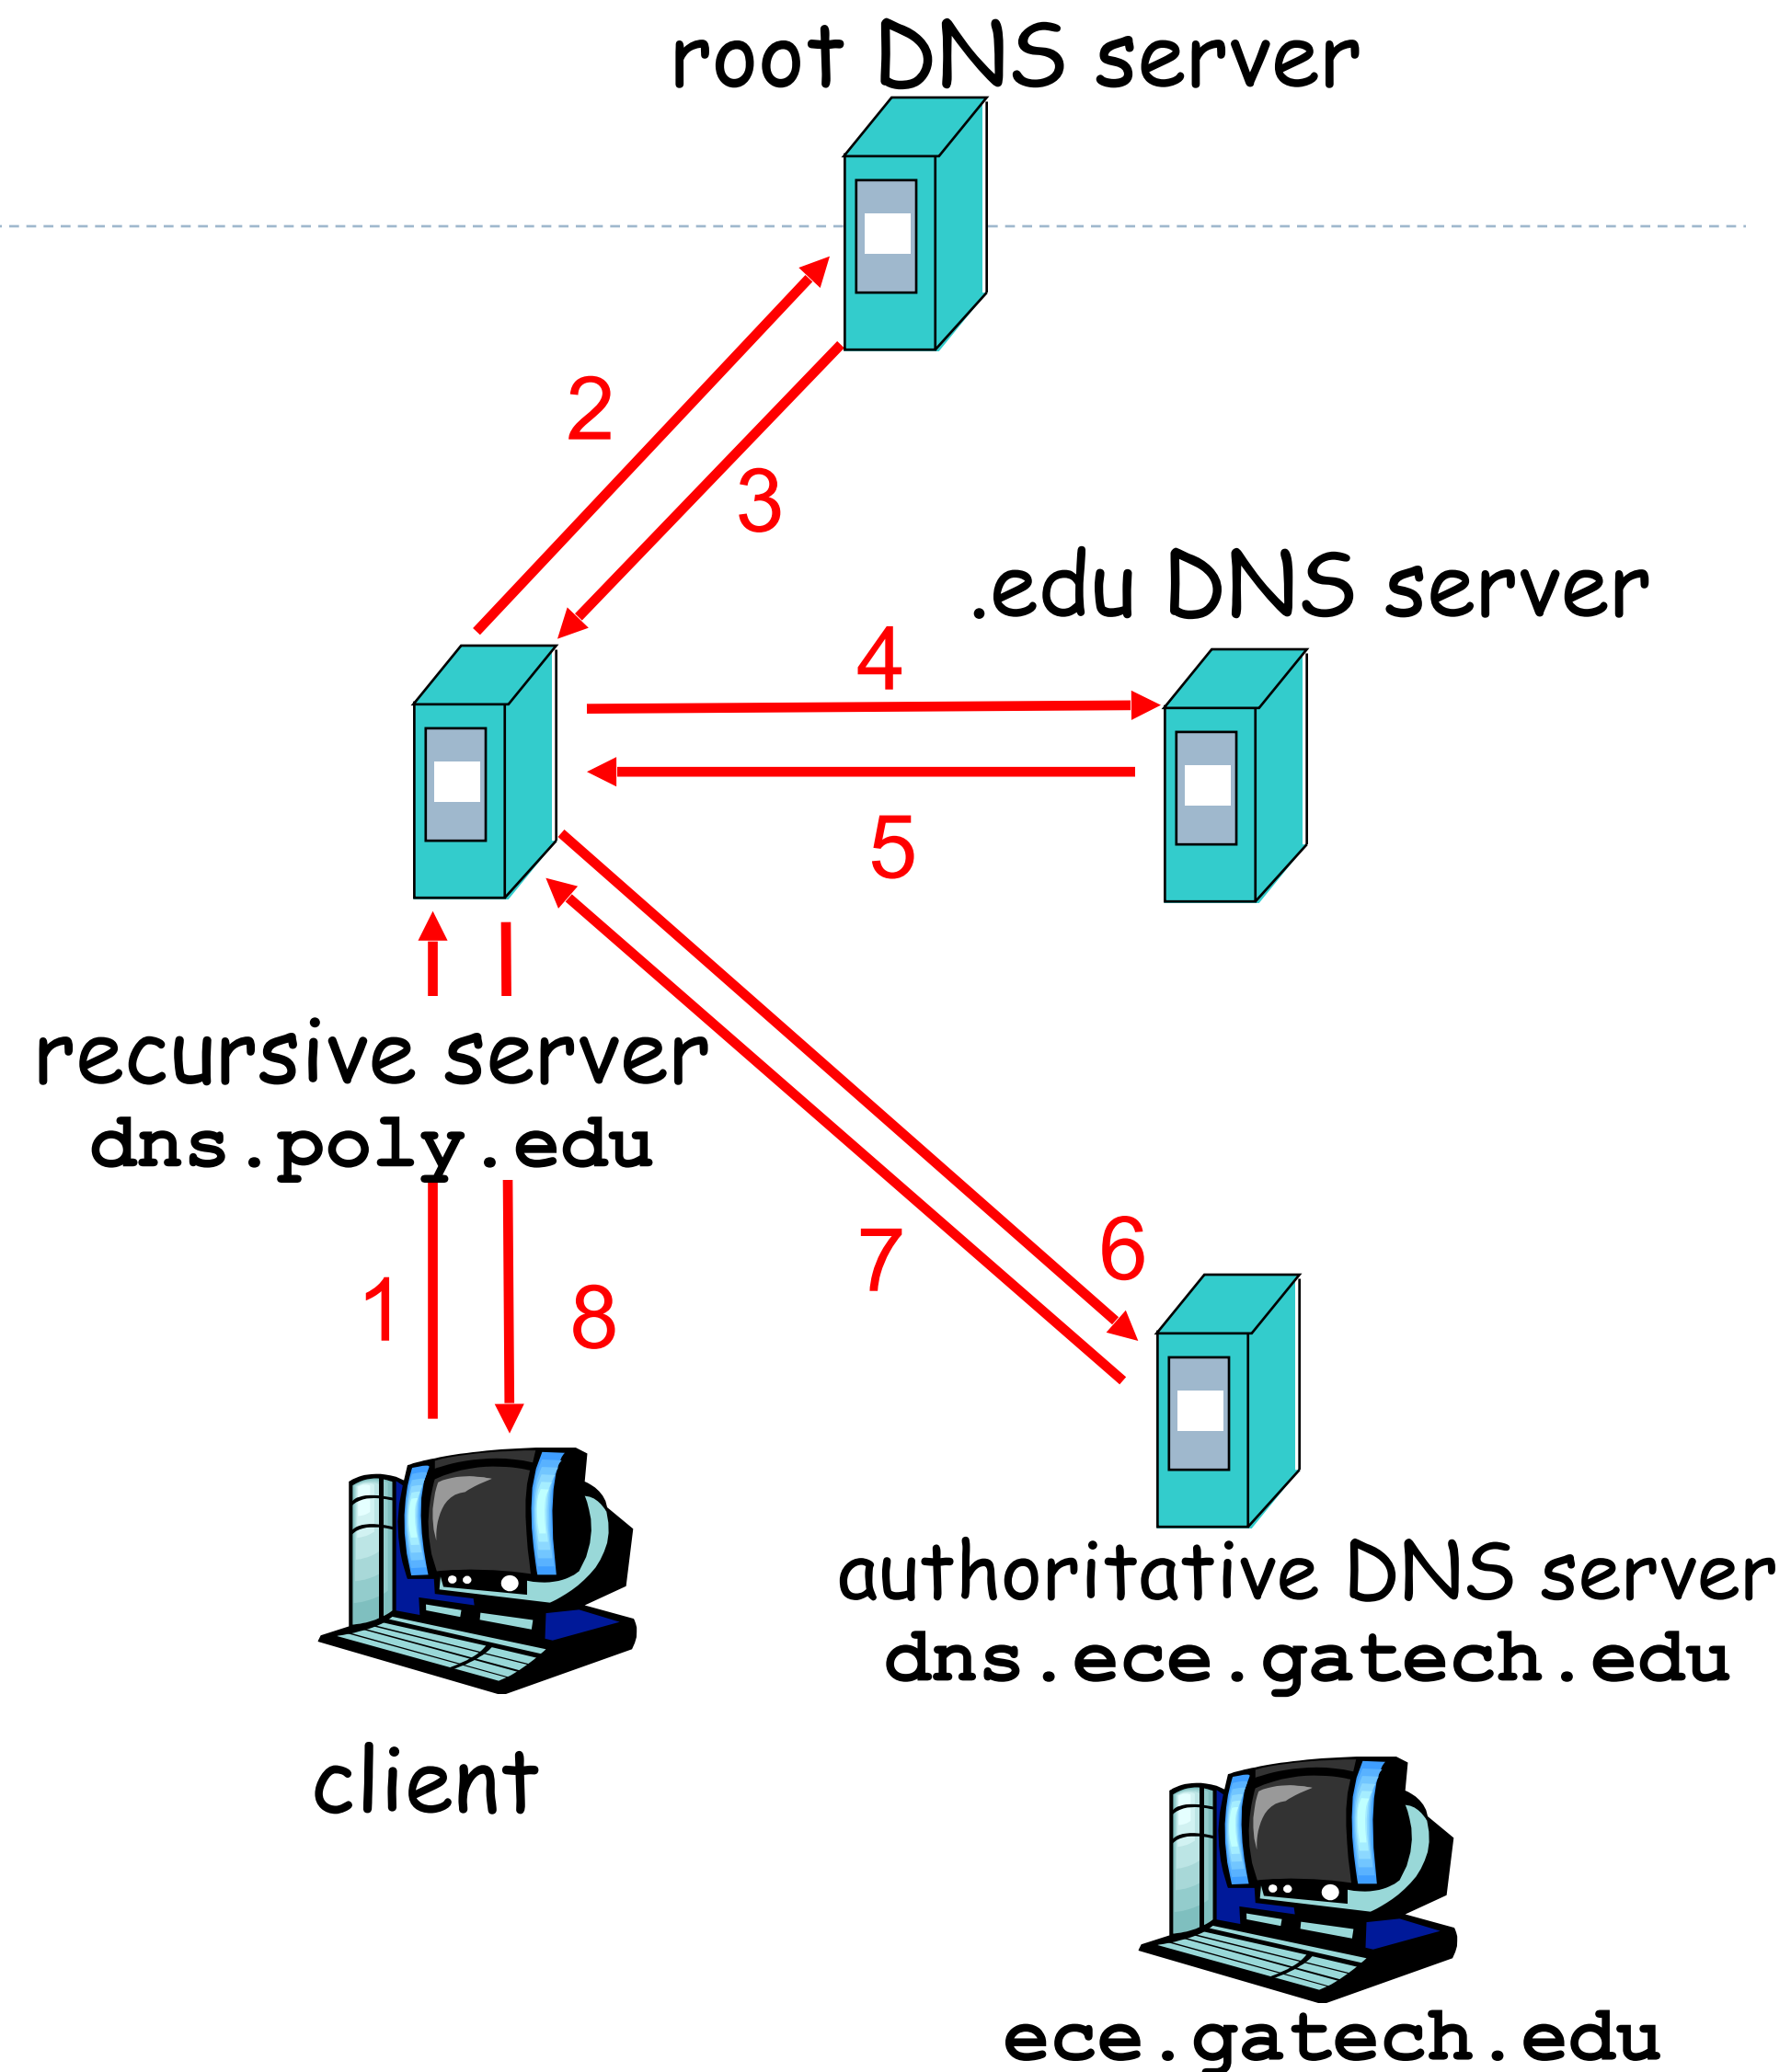 root DNS server
2
3
.edu DNS server
4
5
recursive server
dns.poly.edu
1
8
7
6
authoritative DNS server
dns.ece.gatech.edu
client
ece.gatech.edu